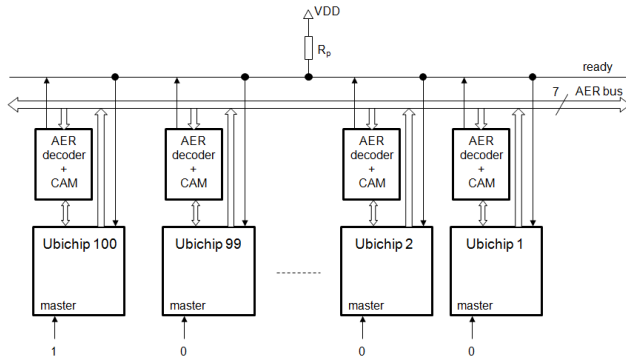 VDD
Rp
ready
7 AER bus
AER decoder + CAM
AER decoder + CAM
AER decoder + CAM
AER decoder + CAM
Ubichip 100
Ubichip 99
Ubichip 2
Ubichip 1
master
master
master
master
1
0
0
0